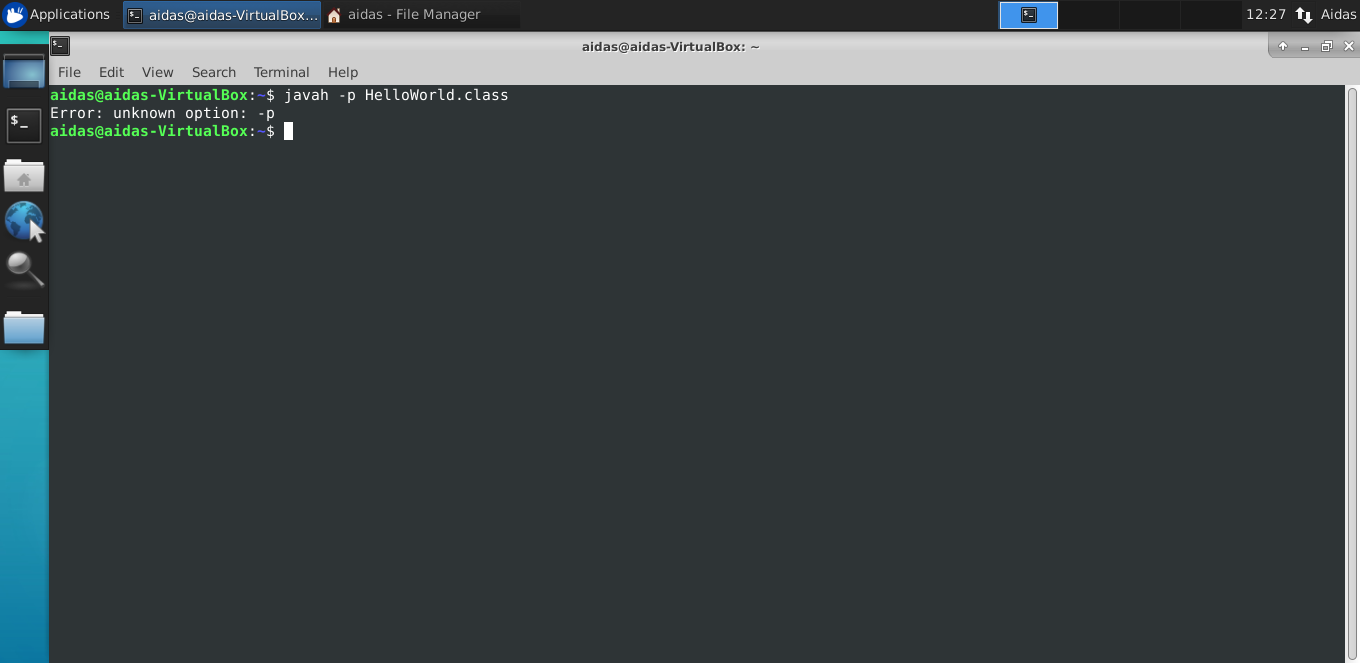 Applications aidas@aidas-VirtualBox... aidas - File Manager 12:27 Aidas
aidas@aidas-VirtualBox: ~
File Edit View Search Terminal Help
aidas@aidas-VirtualBox:~$ javah -p HelloWorld.class
Error: unknown option: -p
aidas@aidas-VirtualBox:~$